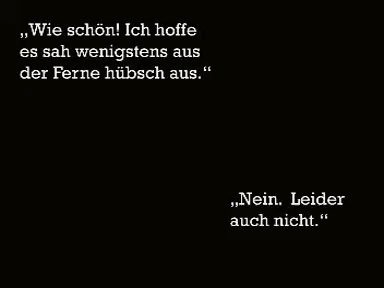 „Wie schön! Ich hoffe
es sah wenigstens aus
der Ferne hübsch aus.“
„Nein. Leider
auch nicht.“